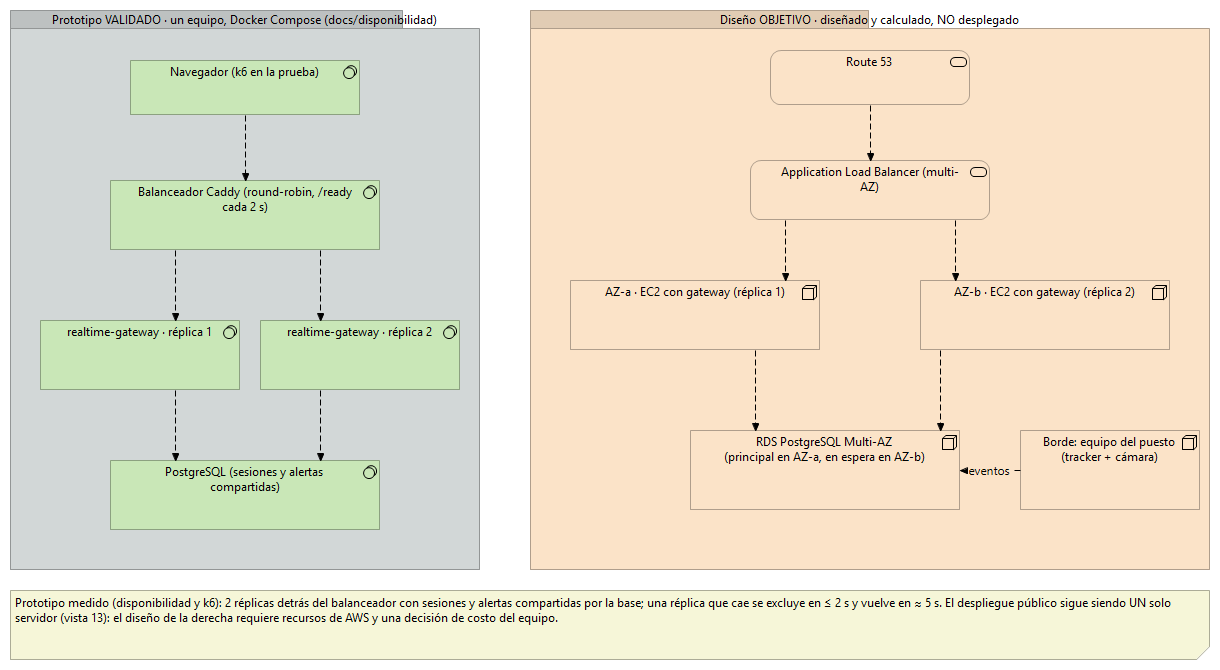 Prototipo VALIDADO · un equipo, Docker Compose (docs/disponibilidad)
Navegador (k6 en la prueba)
Balanceador Caddy (round-robin, /ready
cada 2 s)
realtime-gateway · réplica 1
realtime-gateway · réplica 2
PostgreSQL (sesiones y alertas
compartidas)
Diseño OBJETIVO · diseñado y calculado, NO desplegado
Route 53
Application Load Balancer (multi-
AZ)
AZ-a · EC2 con gateway (réplica 1)
AZ-b · EC2 con gateway (réplica 2)
RDS PostgreSQL Multi-AZ
(principal en AZ-a, en espera en AZ-b)
eventos
Borde: equipo del puesto
(tracker + cámara)
Prototipo medido (disponibilidad y k6): 2 réplicas detrás del balanceador con sesiones y alertas compartidas por la base; una réplica que cae se excluye en ≤ 2 s y vuelve en ≈ 5 s. El despliegue público sigue siendo UN solo
servidor (vista 13): el diseño de la derecha requiere recursos de AWS y una decisión de costo del equipo.